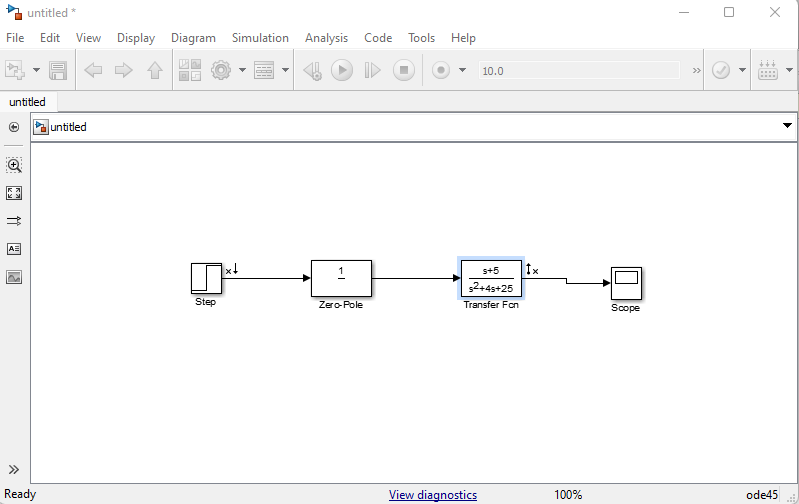 untitled *
File Edit View Display Diagram Simulation Analysis Code Tools Help
10.0 »
untitled
untitled
x
1
s+5
s²+4s+25
x
Step
Zero-Pole
Transfer Fcn
Scope
A
»
Ready View diagnostics 100% ode45